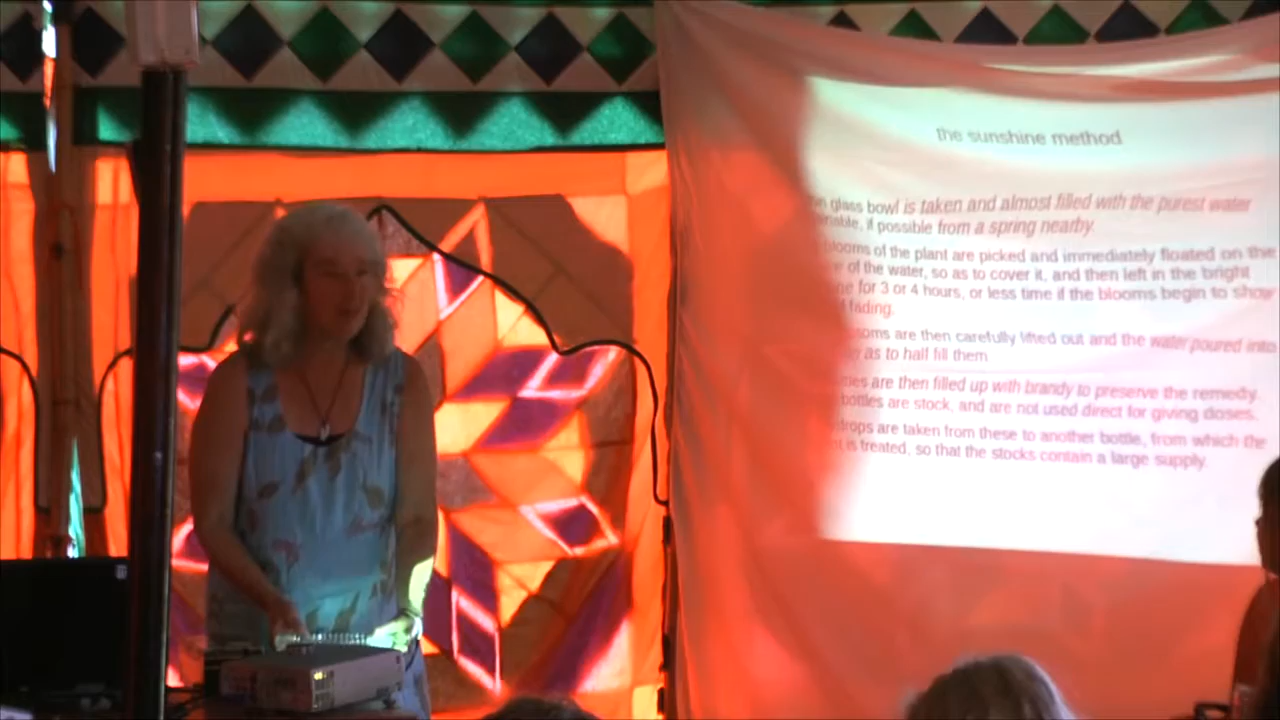 the sunshine method
glass bowl is taken and almost filled with the purest water
if possible from a spring nearby.
blooms of the plant are picked and immediately floated on the
of the water, so as to cover it, and then left in the bright
for 3 or 4 hours, or less time if the blooms begin to show
fading.
are then carefully lifted out and the water poured into
as to half fill them
are then filled up with brandy to preserve the remedy.
bottles are stock, and are not used direct for giving doses.
drops are taken from these to another bottle, from which the
is treated, so that the stocks contain a large supply.